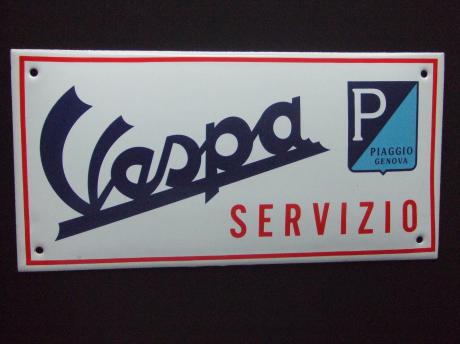 Vespa
P
PIAGGIO
GENOVA
SERVIZIO